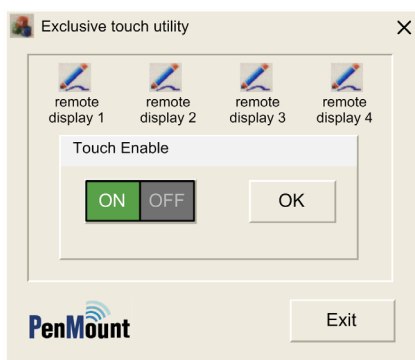 Exclusive touch utility
remote remote remote remote
display 1 display 2 display 3 display 4
Touch Enable
ON OFF OK
PenMount Exit